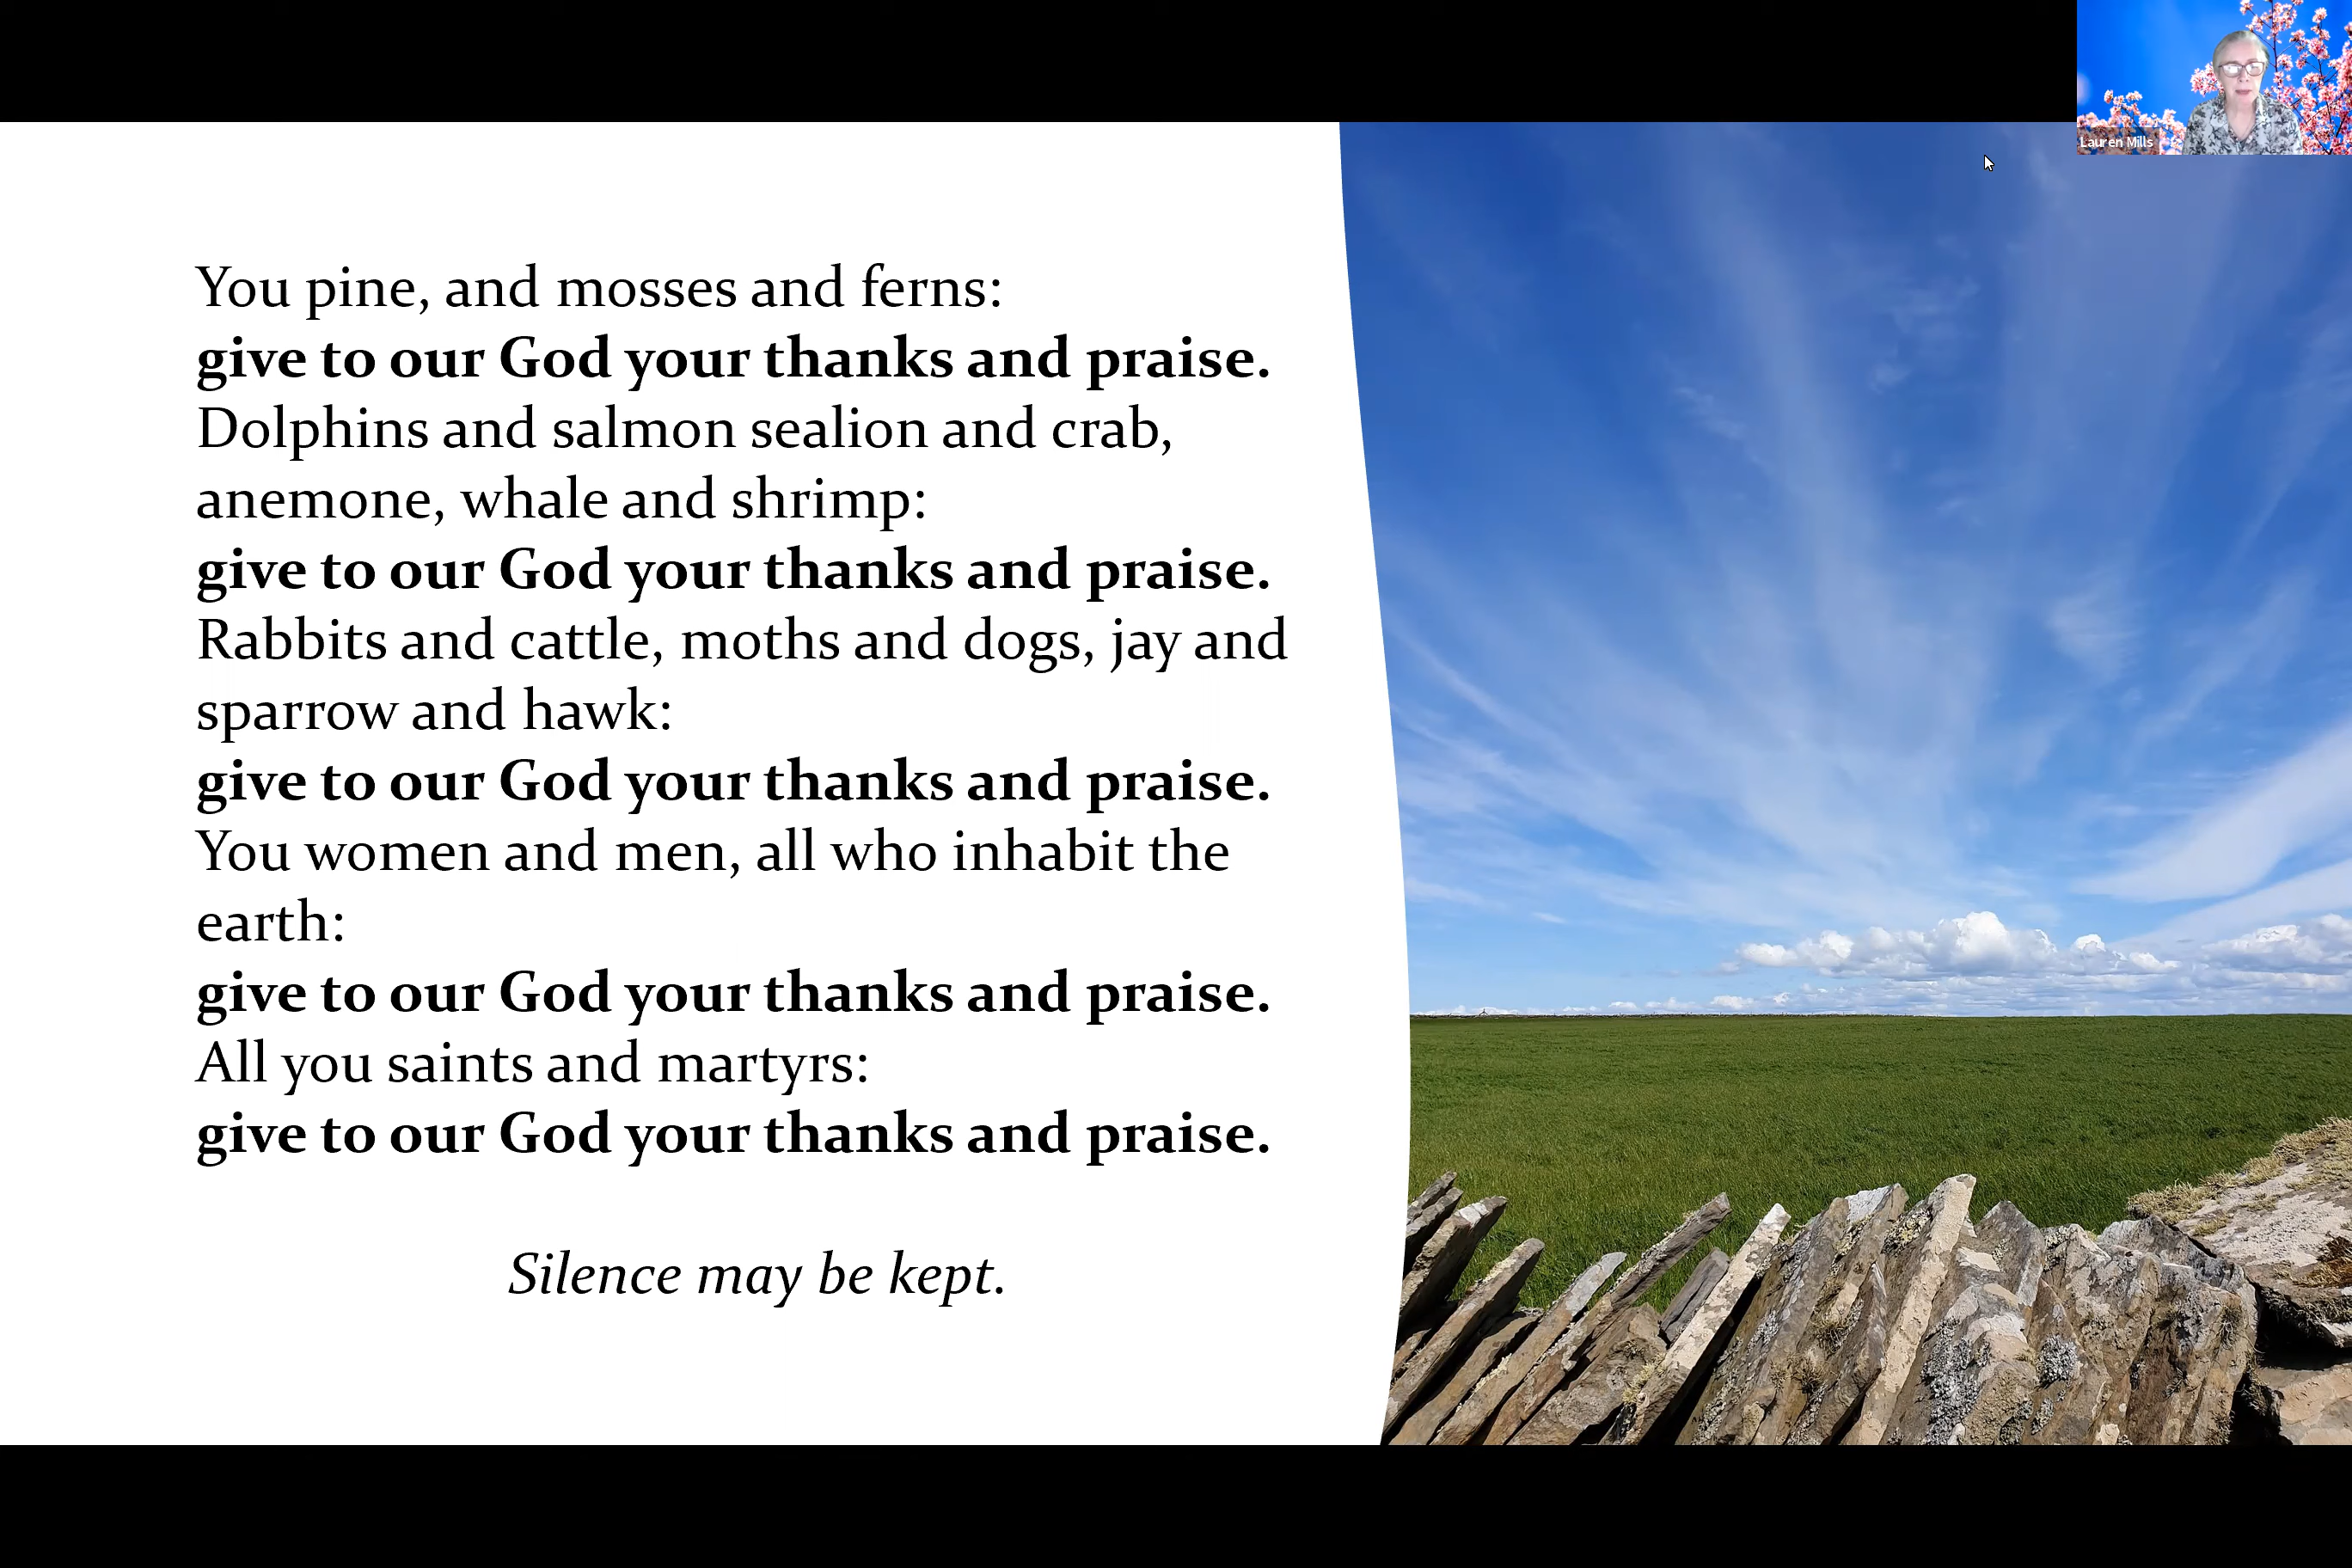 Lauren Mills
You pine, and mosses and ferns:
give to our God your thanks and praise.
Dolphins and salmon sealion and crab,
anemone, whale and shrimp:
give to our God your thanks and praise.
Rabbits and cattle, moths and dogs, jay and
sparrow and hawk:
give to our God your thanks and praise.
You women and men, all who inhabit the
earth:
give to our God your thanks and praise.
All you saints and martyrs:
give to our God your thanks and praise.
Silence may be kept.